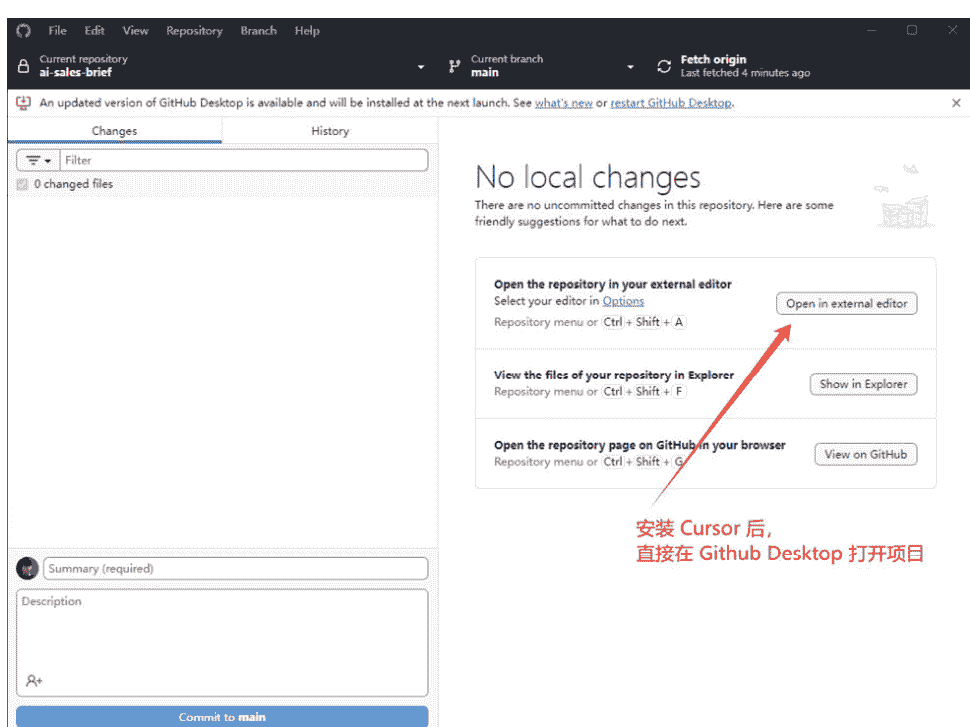 File Edit View Repository Branch Help
Current repository
ai-sales-brief
Current branch
main
Fetch origin
Last fetched 4 minutes ago
An updated version of GitHub Desktop is available and will be installed at the next launch. See what's new or restart GitHub Desktop.
Changes
History
Filter
0 changed files
No local changes
There are no uncommitted changes in this repository. Here are some
friendly suggestions for what to do next.
Open the repository in your external editor
Select your editor in Options
Repository menu or Ctrl + Shift + A
Open in external editor
View the files of your repository in Explorer
Repository menu or Ctrl + Shift + F
Show in Explorer
Open the repository page on GitHub in your browser
Repository menu or Ctrl + Shift + G
View on GitHub
安装 Cursor 后,
直接在 Github Desktop 打开项目
Summary (required)
Description
Commit to main